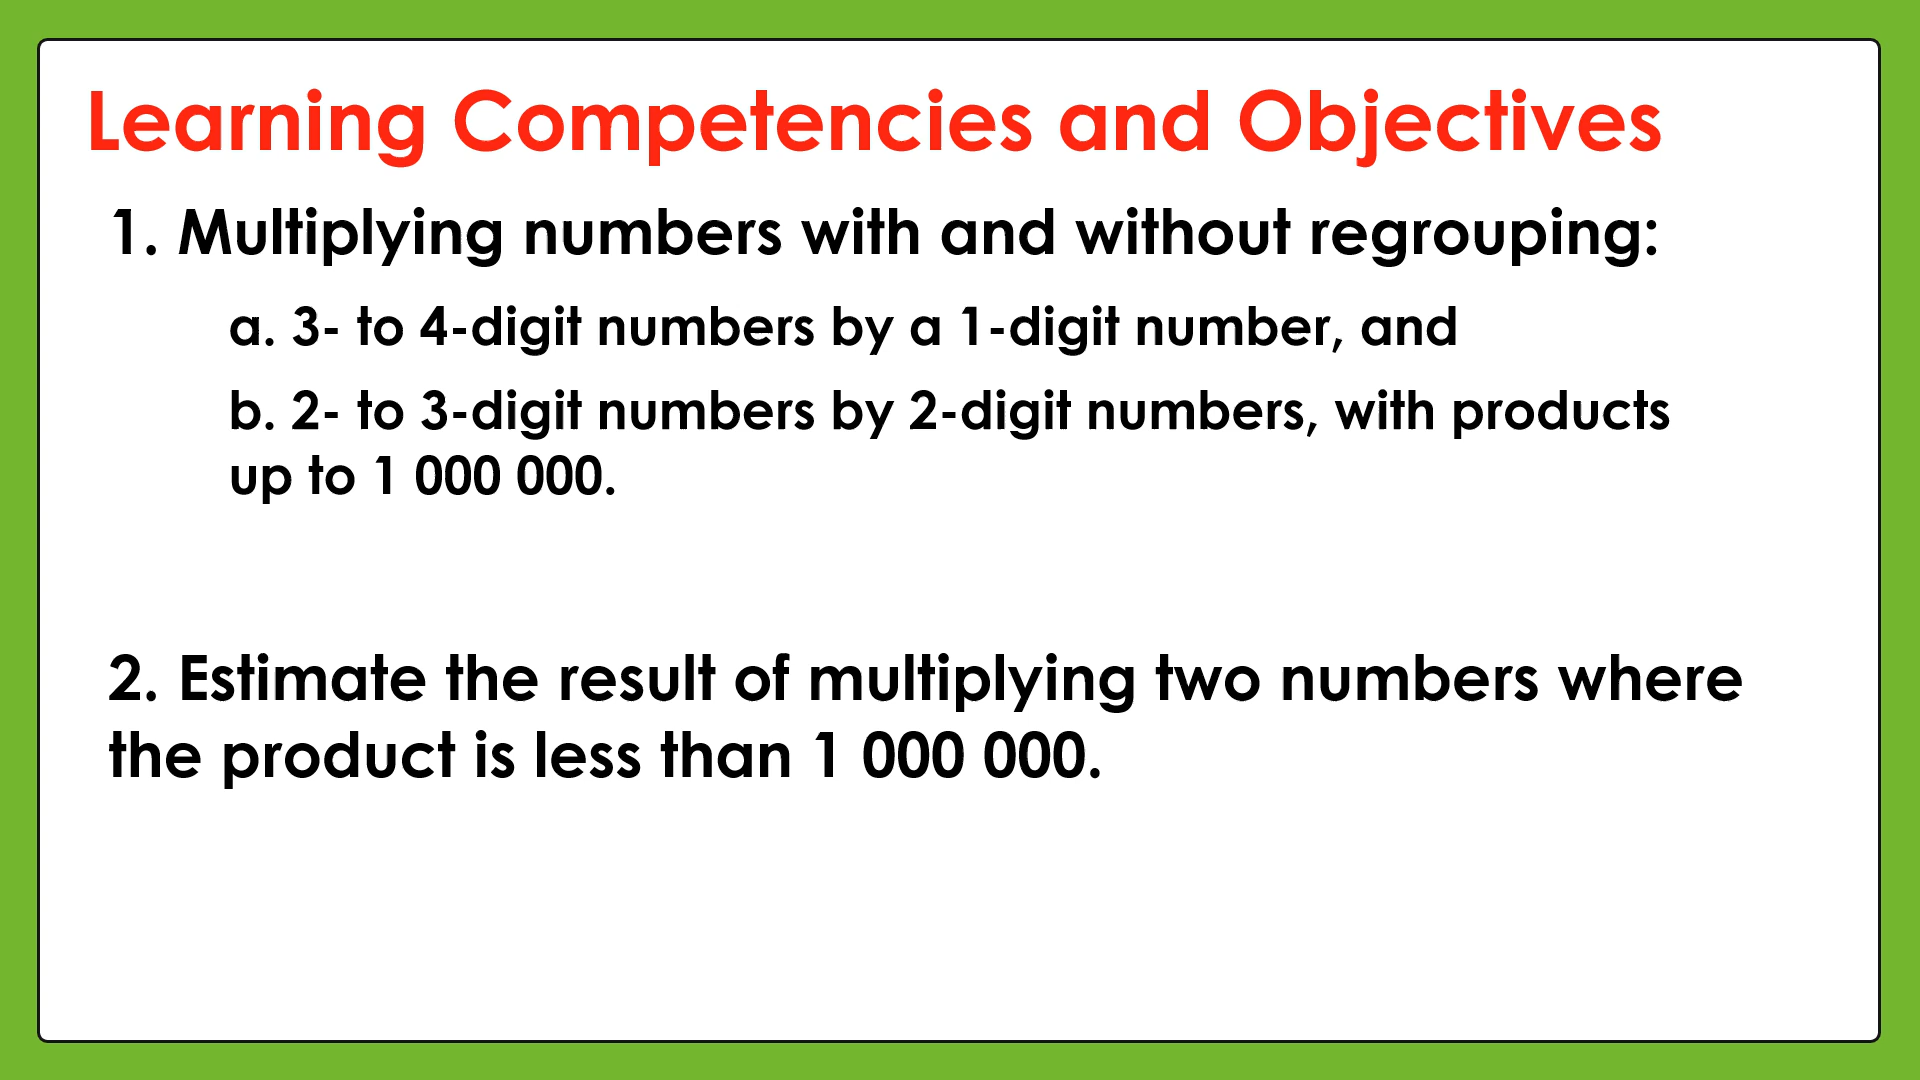 Learning Competencies and Objectives
1. Multiplying numbers with and without regrouping:
a. 3- to 4-digit numbers by a 1-digit number, and
b. 2- to 3-digit numbers by 2-digit numbers, with products
up to 1 000 000.
2. Estimate the result of multiplying two numbers where
the product is less than 1 000 000.